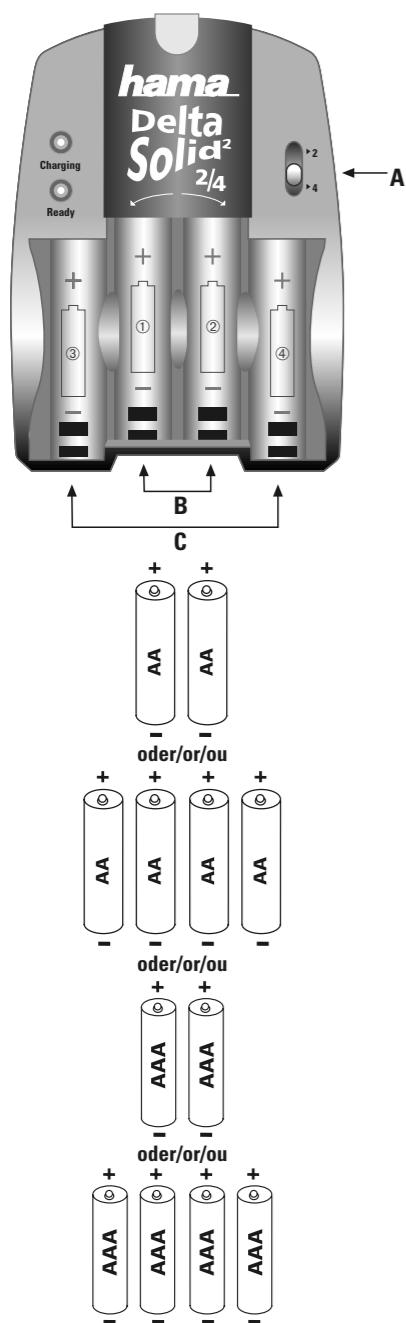 hama
Delta
Solid²
2/4
Charging
Ready
▸2
▸4
A
+ + + +
③ ① ② ④
− − − −
B
C
+ +
AA AA
− −
oder/or/ou
+ + + +
AA AA AA AA
− − − −
oder/or/ou
+ +
AAA AAA
− −
oder/or/ou
+ + + +
AAA AAA AAA AAA
− − − −